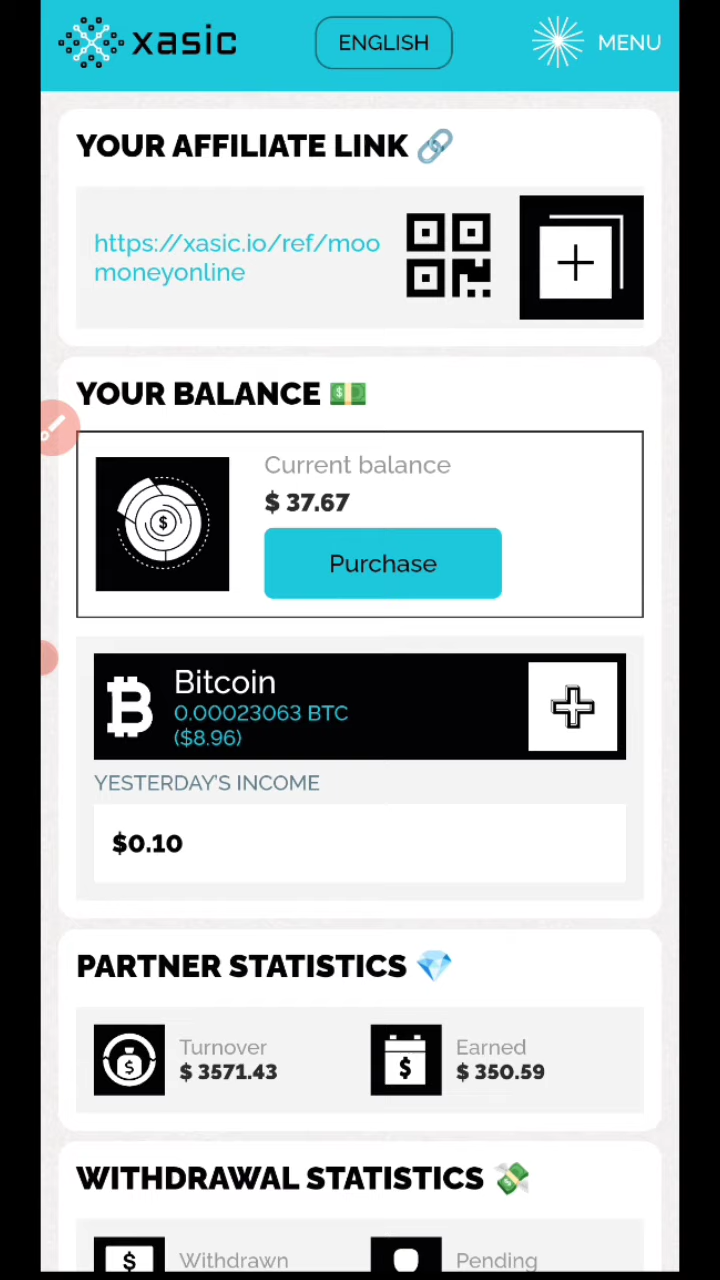 xasic
ENGLISH
MENU
YOUR AFFILIATE LINK
https://xasic.io/ref/moo
moneyonline
YOUR BALANCE
Current balance
$ 37.67
Purchase
Bitcoin
0.00023063 BTC
($8.96)
YESTERDAY'S INCOME
$0.10
PARTNER STATISTICS
Turnover
$ 3571.43
Earned
$ 350.59
WITHDRAWAL STATISTICS
Withdrawn
Pending